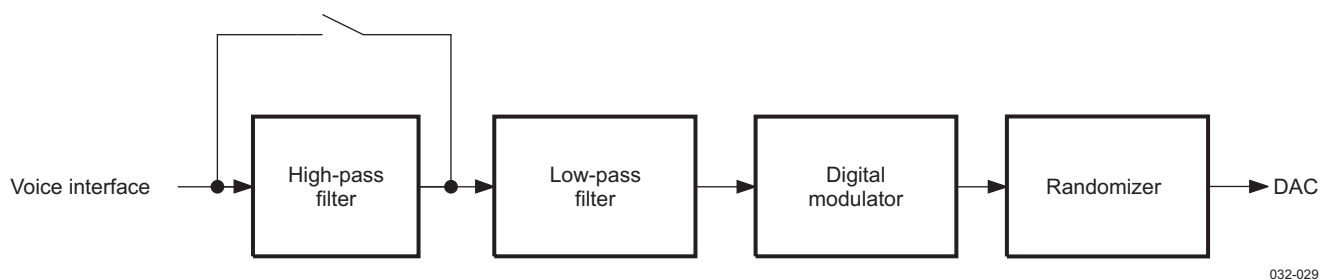 Voice interface
High-pass
filter
Low-pass
filter
Digital
modulator
Randomizer
DAC
032-029